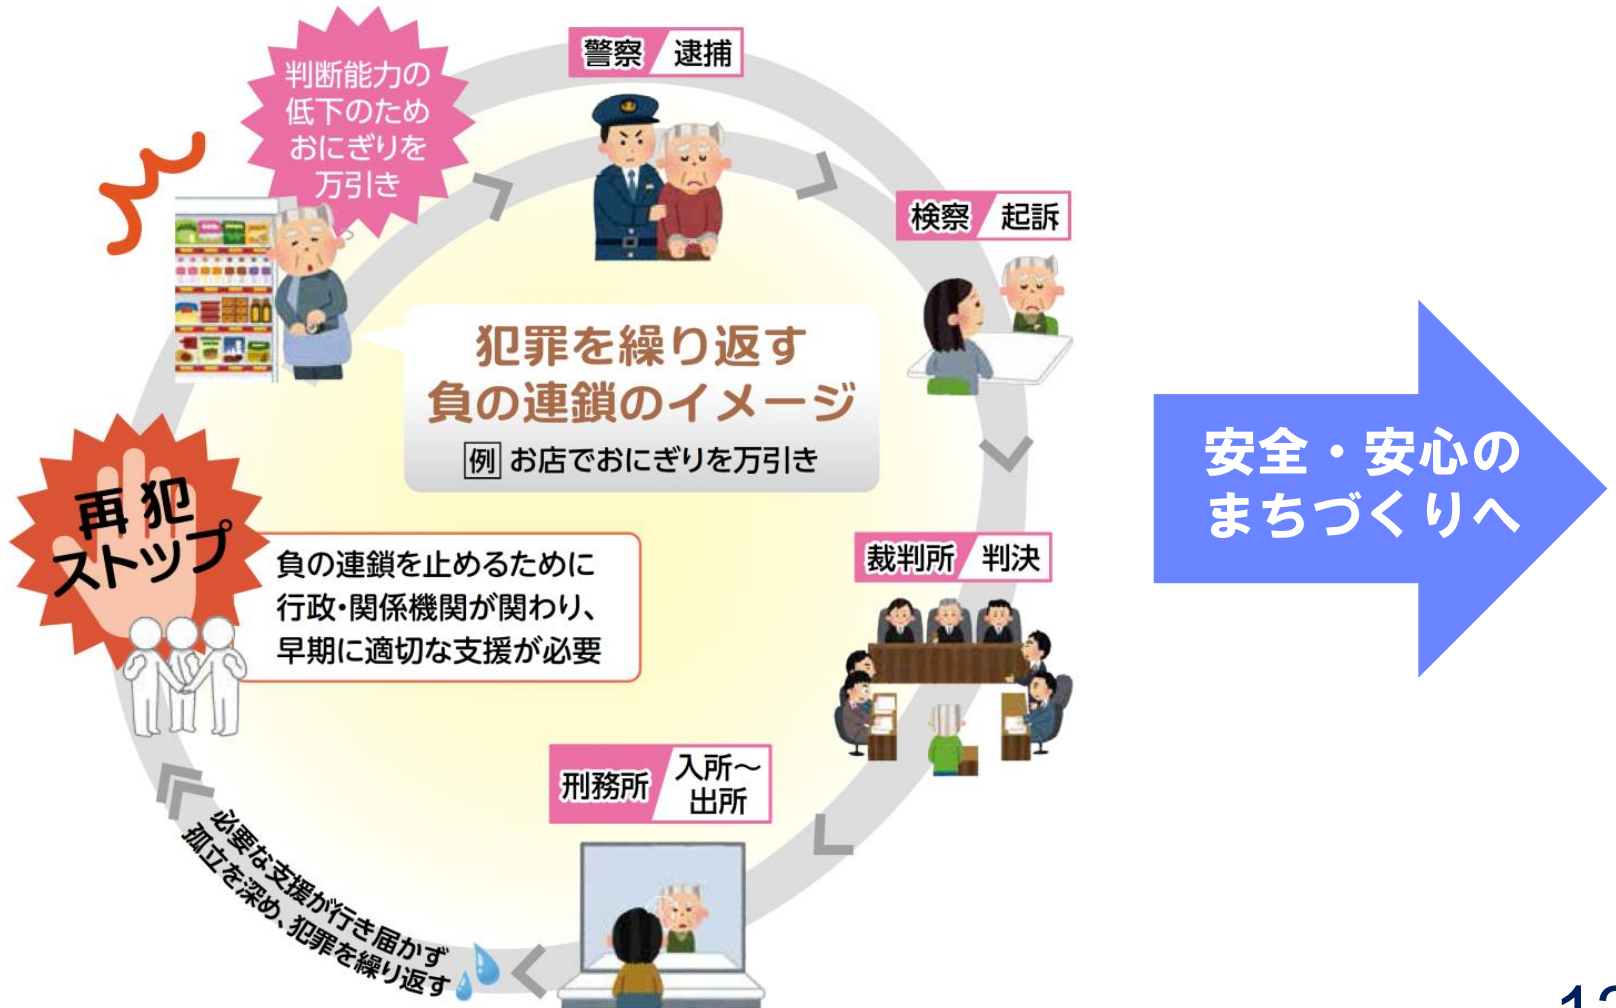 判断能力の
低下のため
おにぎりを
万引き
警察 逮捕
検察 起訴
犯罪を繰り返す
負の連鎖のイメージ
例 お店でおにぎりを万引き
再犯
ストップ
負の連鎖を止めるために
行政・関係機関が関わり、
早期に適切な支援が必要
裁判所 判決
刑務所 入所～
出所
必要な支援が行き届かず
孤立を深め、犯罪を繰り返す
安全・安心の
まちづくりへ